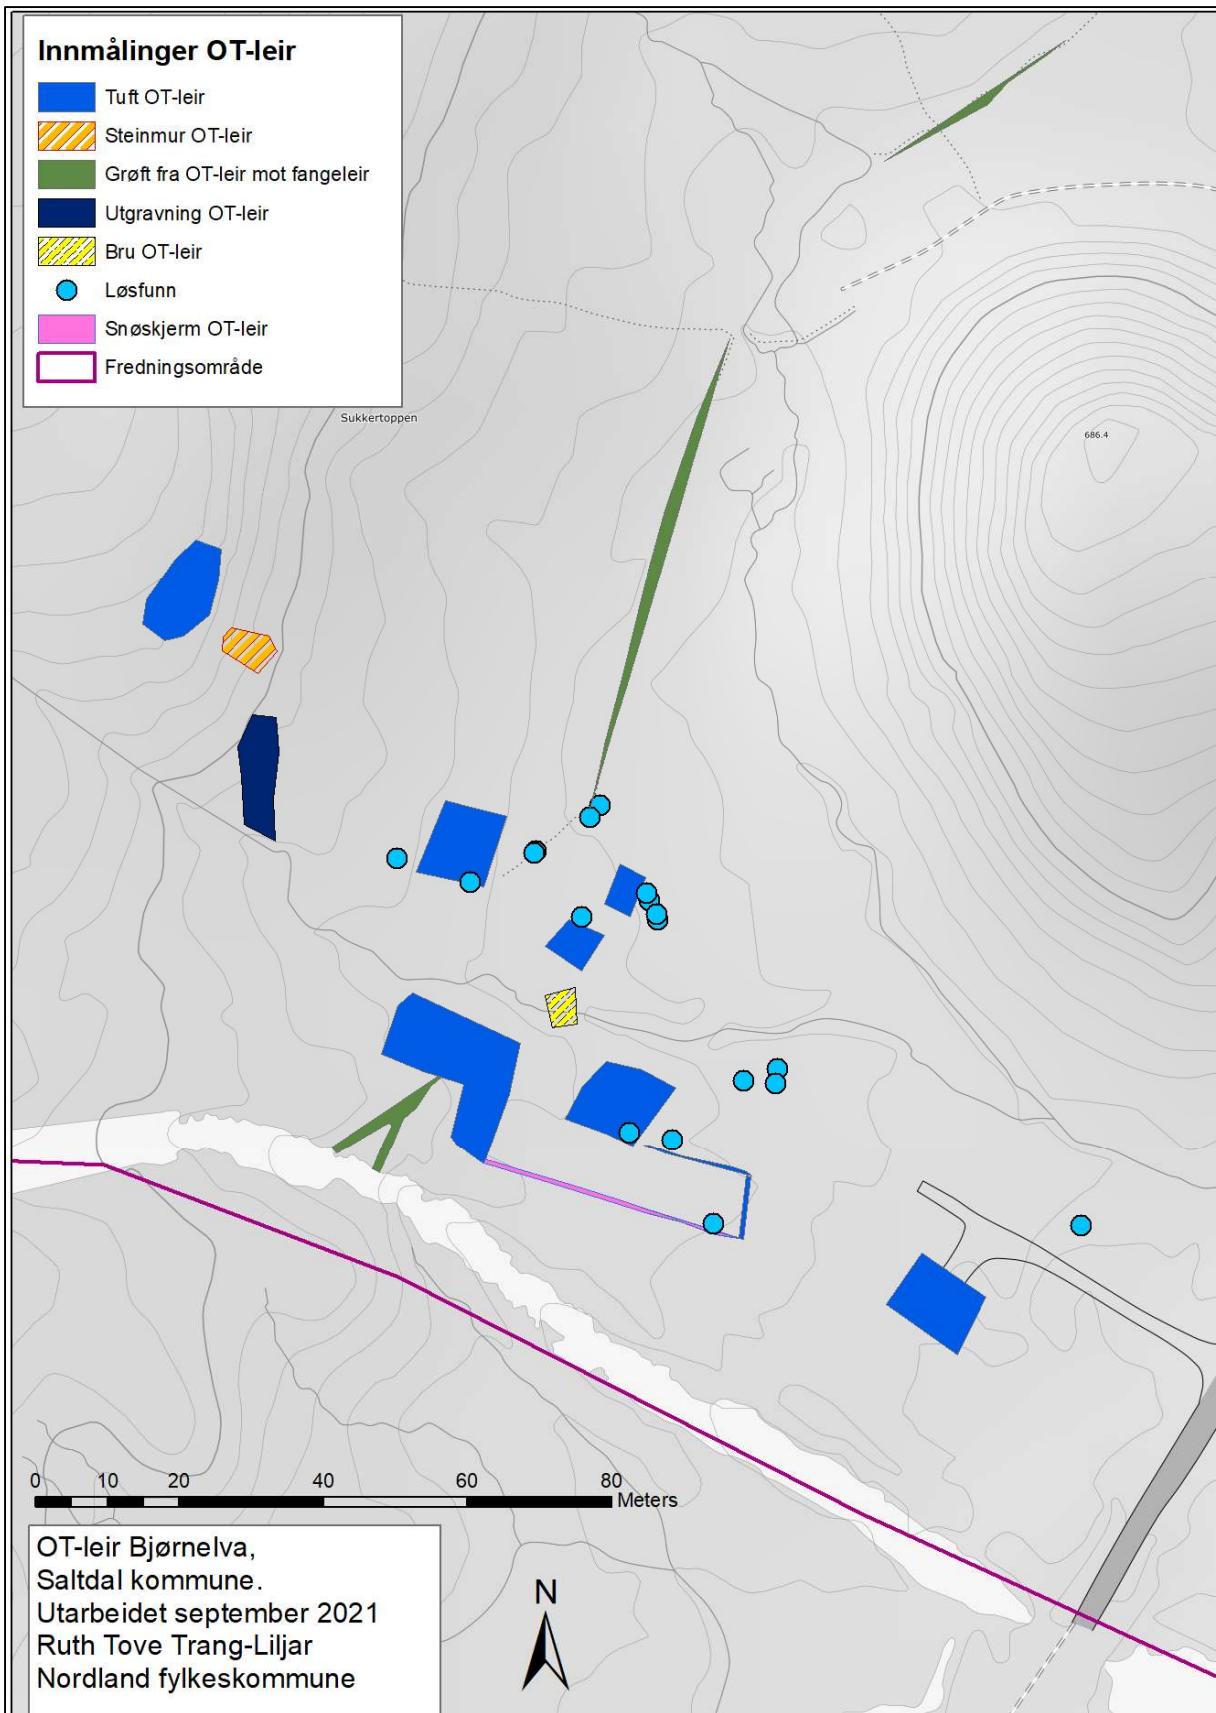 Innmålinger OT-leir
Tuft OT-leir
Steinmur OT-leir
Grøft fra OT-leir mot fangeleir
Utgravning OT-leir
Bru OT-leir
Løsfunn
Snøskjerm OT-leir
Fredningsområde
Sukkertoppen
686.4
0 10 20 40 60 80
Meters
OT-leir Bjørnelva,
Saltdal kommune.
Utarbeidet september 2021
Ruth Tove Trang-Liljar
Nordland fylkeskommune
N